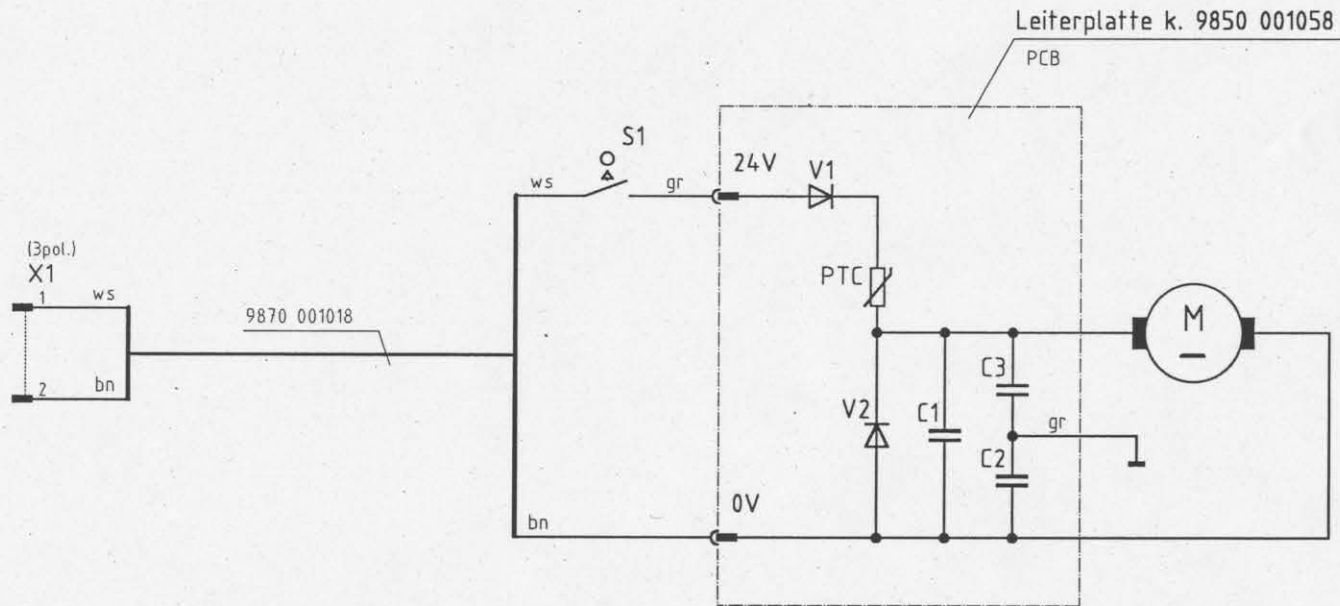 Leiterplatte k. 9850 001058
PCB
S1
24V
V1
ws
gr
(3pol.)
X1
1
ws
PTC
M
9870 001018
2
bn
C3
V2
C1
gr
C2
0V
bn